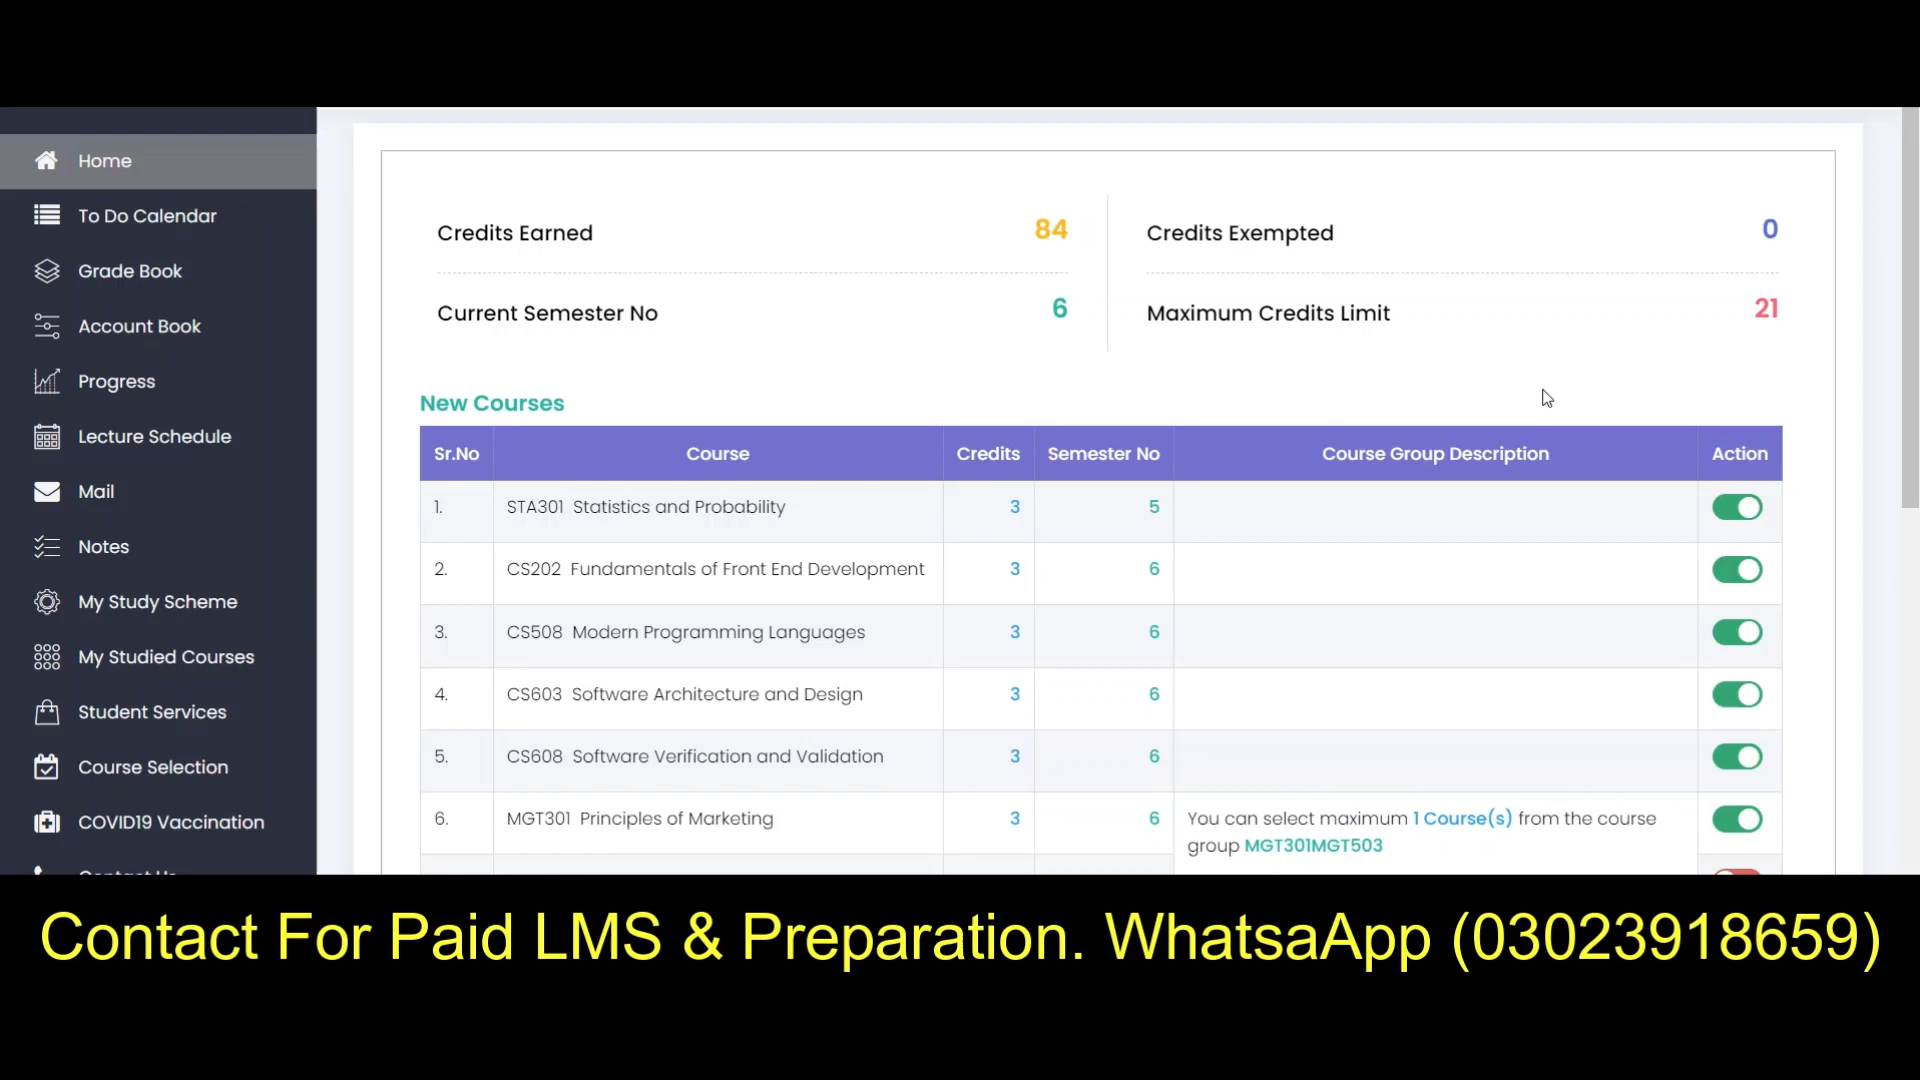 Home
To Do Calendar
Grade Book
Account Book
Progress
Lecture Schedule
Mail
Notes
My Study Scheme
My Studied Courses
Student Services
Course Selection
COVID19 Vaccination
Credits Earned 84
Credits Exempted 0
Current Semester No 6
Maximum Credits Limit 21
New Courses
Sr.No Course Credits Semester No Course Group Description Action
1. STA301 Statistics and Probability 3 5
2. CS202 Fundamentals of Front End Development 3 6
3. CS508 Modern Programming Languages 3 6
4. CS603 Software Architecture and Design 3 6
5. CS608 Software Verification and Validation 3 6
6. MGT301 Principles of Marketing 3 6 You can select maximum 1 Course(s) from the course
group MGT301MGT503
Contact For Paid LMS & Preparation. WhatsaApp (03023918659)